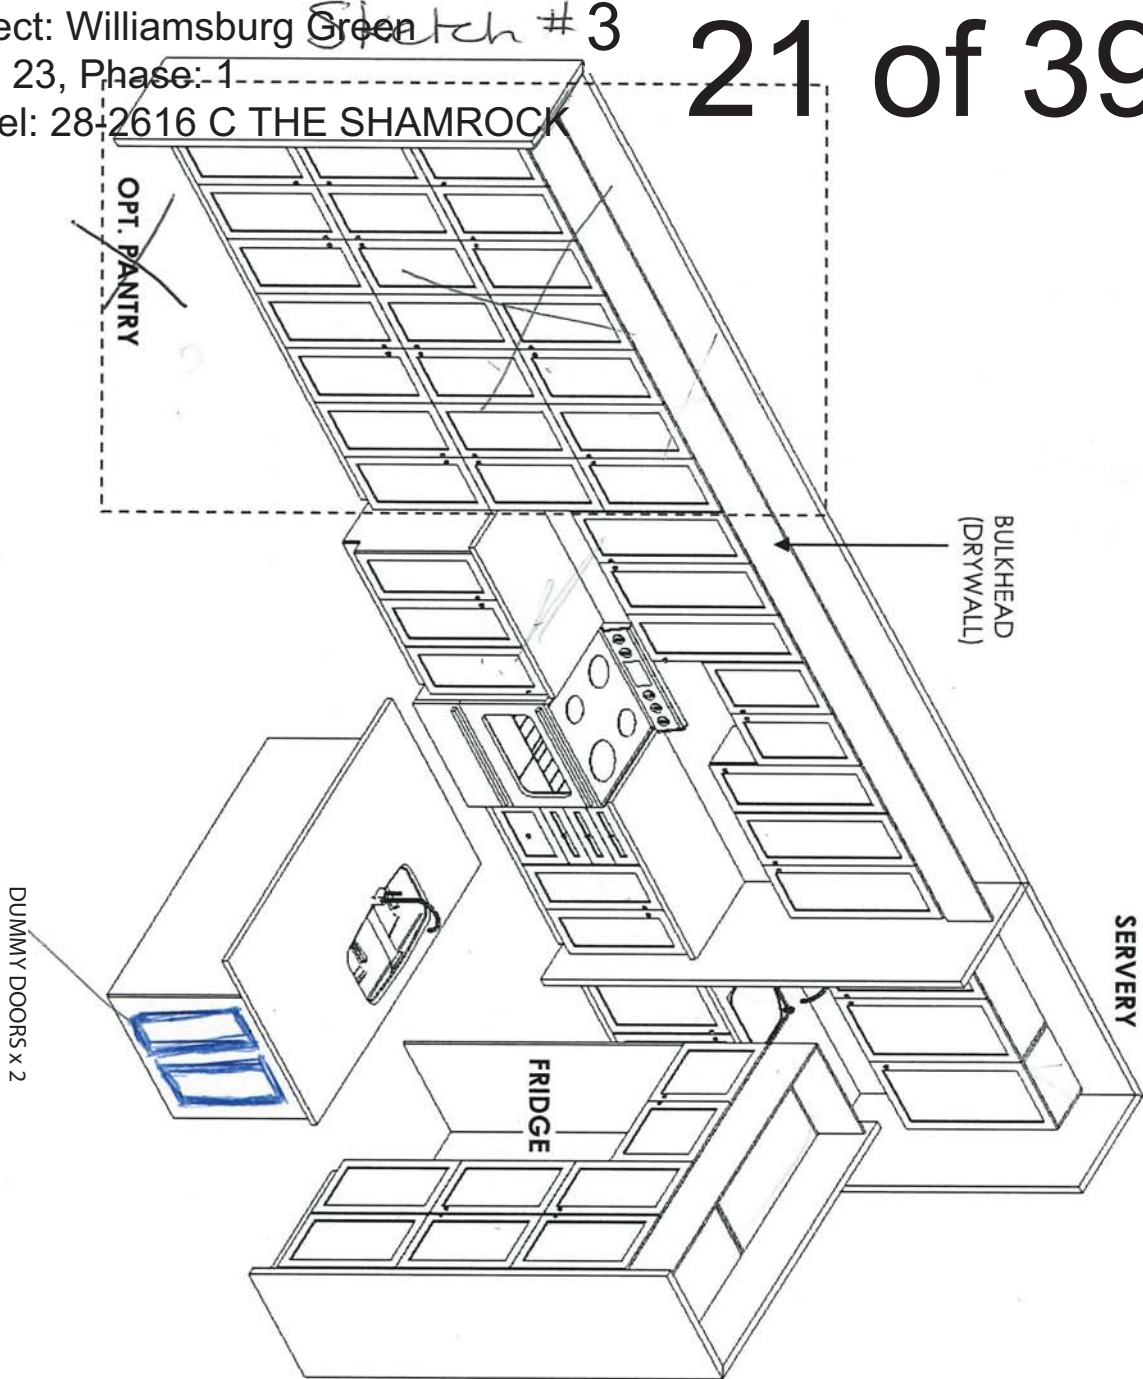 ect: Williamsburg Green
Sketch #3
21 of 39
23, Phase: 1
el: 28-2616 C THE SHAMROCK
OPT. PANTRY
BULKHEAD
(DRYWALL)
SERVERY
FRIDGE
DUMMY DOORS x 2